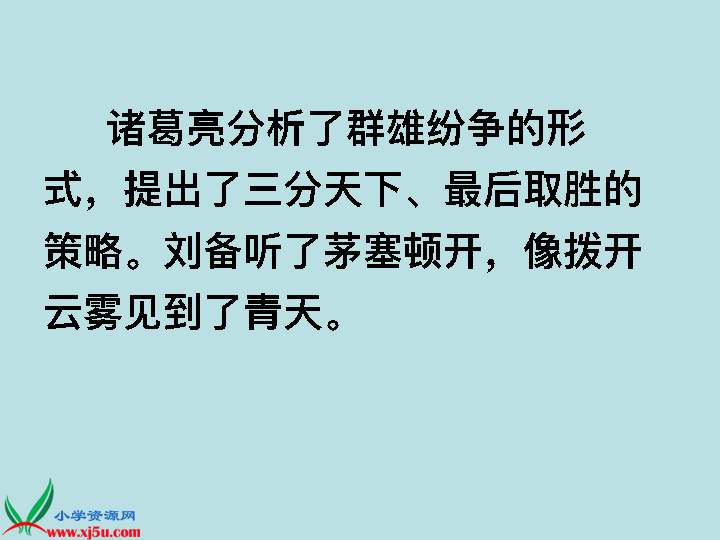 诸葛亮分析了群雄纷争的形
式，提出了三分天下、最后取胜的
策略。刘备听了茅塞顿开，像拨开
云雾见到了青天。
小学资源网
www.xj5u.com